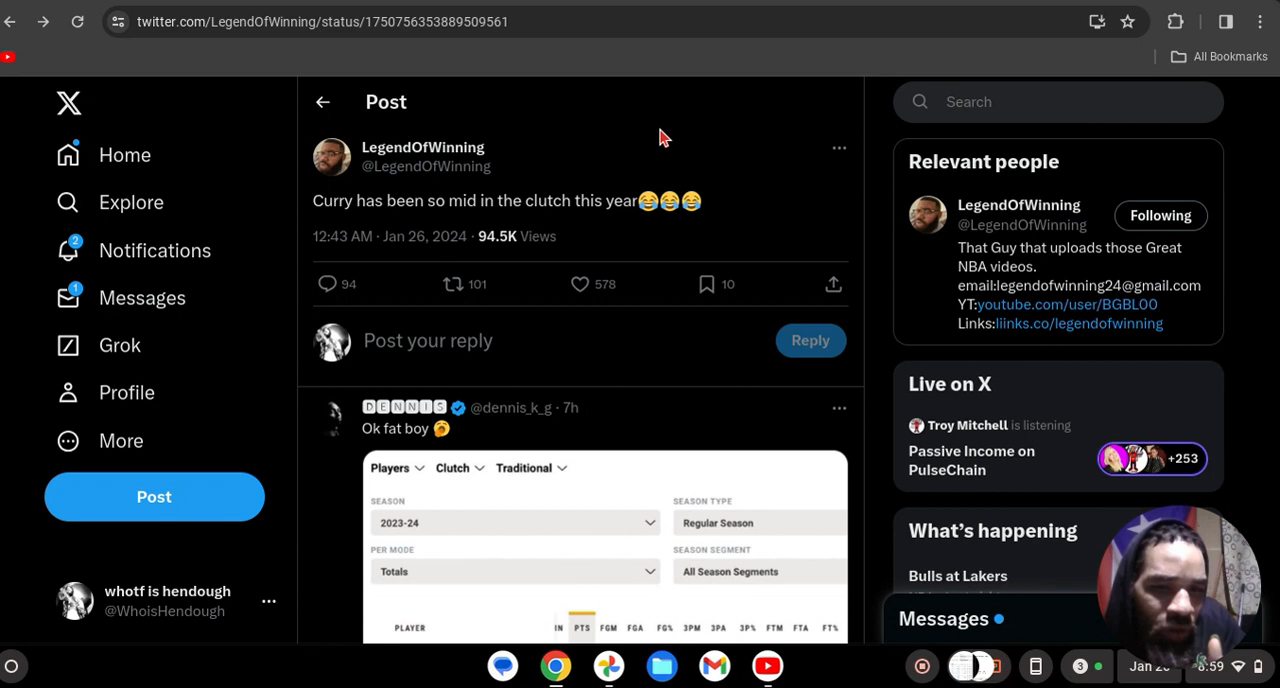 twitter.com/LegendOfWinning/status/1750756353889509561
All Bookmarks
Home
Explore
2
Notifications
1
Messages
Grok
Profile
More
Post
whotf is hendough
@WhoisHendough
Post
LegendOfWinning
@LegendOfWinning
Curry has been so mid in the clutch this year😂😂😂
12:43 AM · Jan 26, 2024 · 94.5K Views
94 101 578 10
Post your reply
Reply
DENNIS @dennis_k_g · 7h
Ok fat boy 🥱
Players Clutch Traditional
SEASON SEASON TYPE
2023-24 Regular Season
PER MODE SEASON SEGMENT
Totals All Season Segments
PLAYER IN PTS FGM FGA FG% 3PM 3PA 3P% FTM FTA FT%
Search
Relevant people
LegendOfWinning
@LegendOfWinning
Following
That Guy that uploads those Great
NBA videos.
email:legendofwinning24@gmail.com
YT:youtube.com/user/BGBL00
Links:liinks.co/legendofwinning
Live on X
Troy Mitchell is listening
Passive Income on
PulseChain
+253
What's happening
Bulls at Lakers
Messages
3
Jan
:59